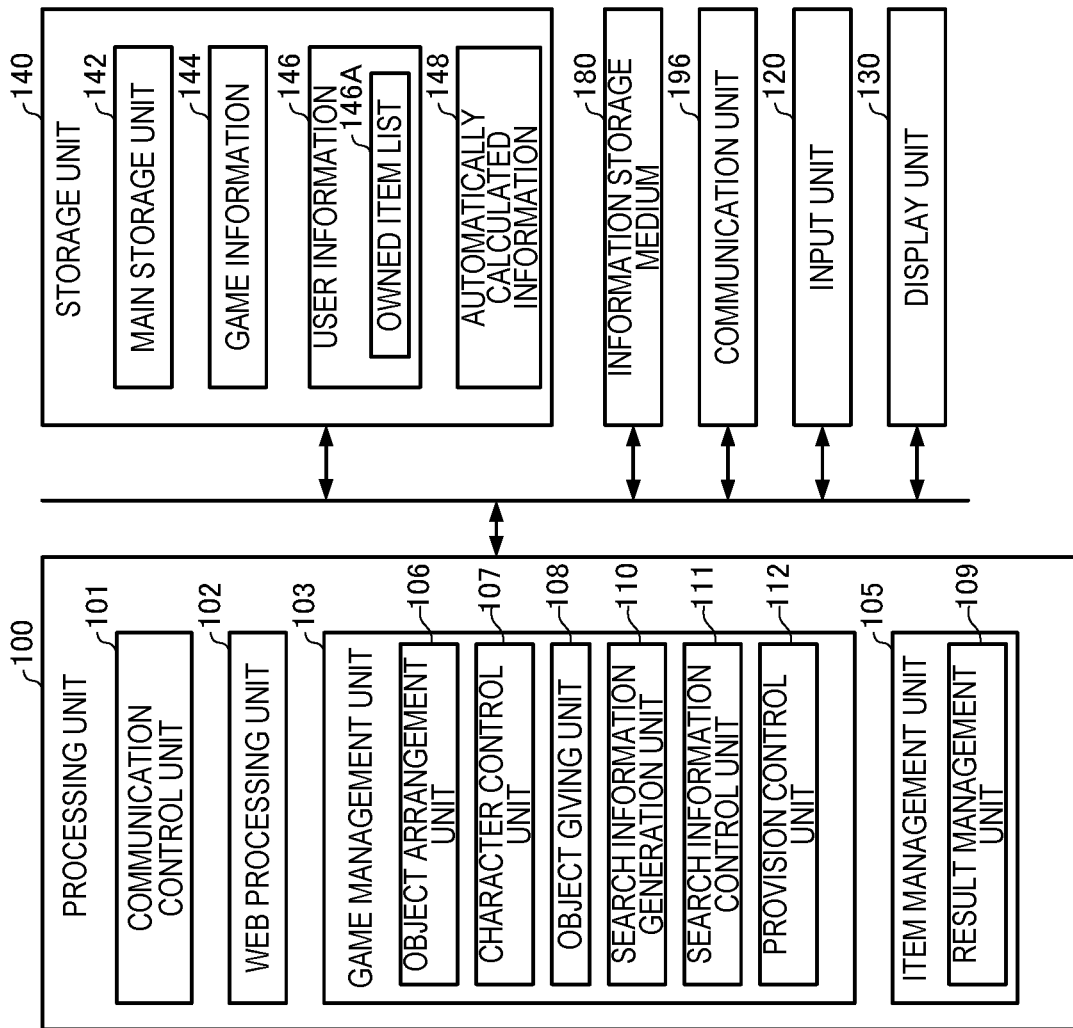 100
PROCESSING UNIT
101
COMMUNICATION
CONTROL UNIT
102
WEB PROCESSING UNIT
103
GAME MANAGEMENT UNIT
106
OBJECT ARRANGEMENT
UNIT
107
CHARACTER CONTROL
UNIT
108
OBJECT GIVING UNIT
110
SEARCH INFORMATION
GENERATION UNIT
111
SEARCH INFORMATION
CONTROL UNIT
112
PROVISION CONTROL
UNIT
105
ITEM MANAGEMENT UNIT
109
RESULT MANAGEMENT
UNIT
140
STORAGE UNIT
142
MAIN STORAGE UNIT
144
GAME INFORMATION
146
USER INFORMATION
146A
OWNED ITEM LIST
148
AUTOMATICALLY
CALCULATED
INFORMATION
180
INFORMATION STORAGE
MEDIUM
196
COMMUNICATION UNIT
120
INPUT UNIT
130
DISPLAY UNIT